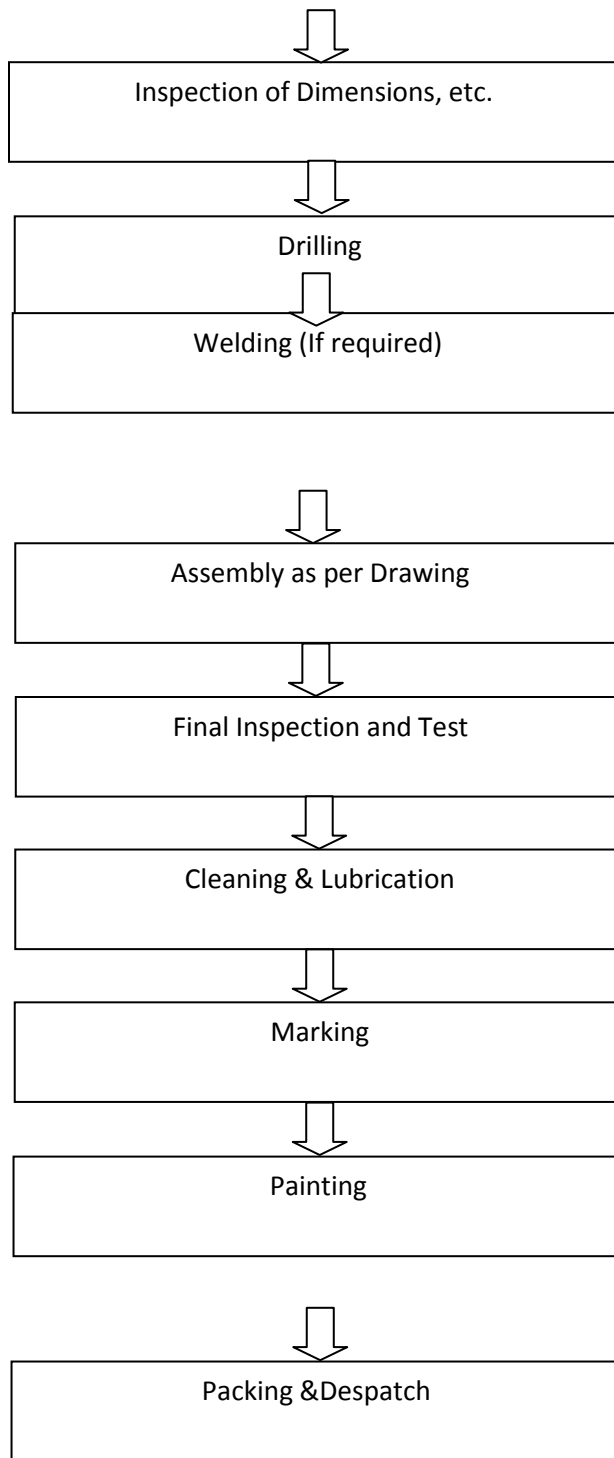 Inspection of Dimensions, etc.
Drilling
Welding (If required)
Assembly as per Drawing
Final Inspection and Test
Cleaning & Lubrication
Marking
Painting
Packing &Despatch